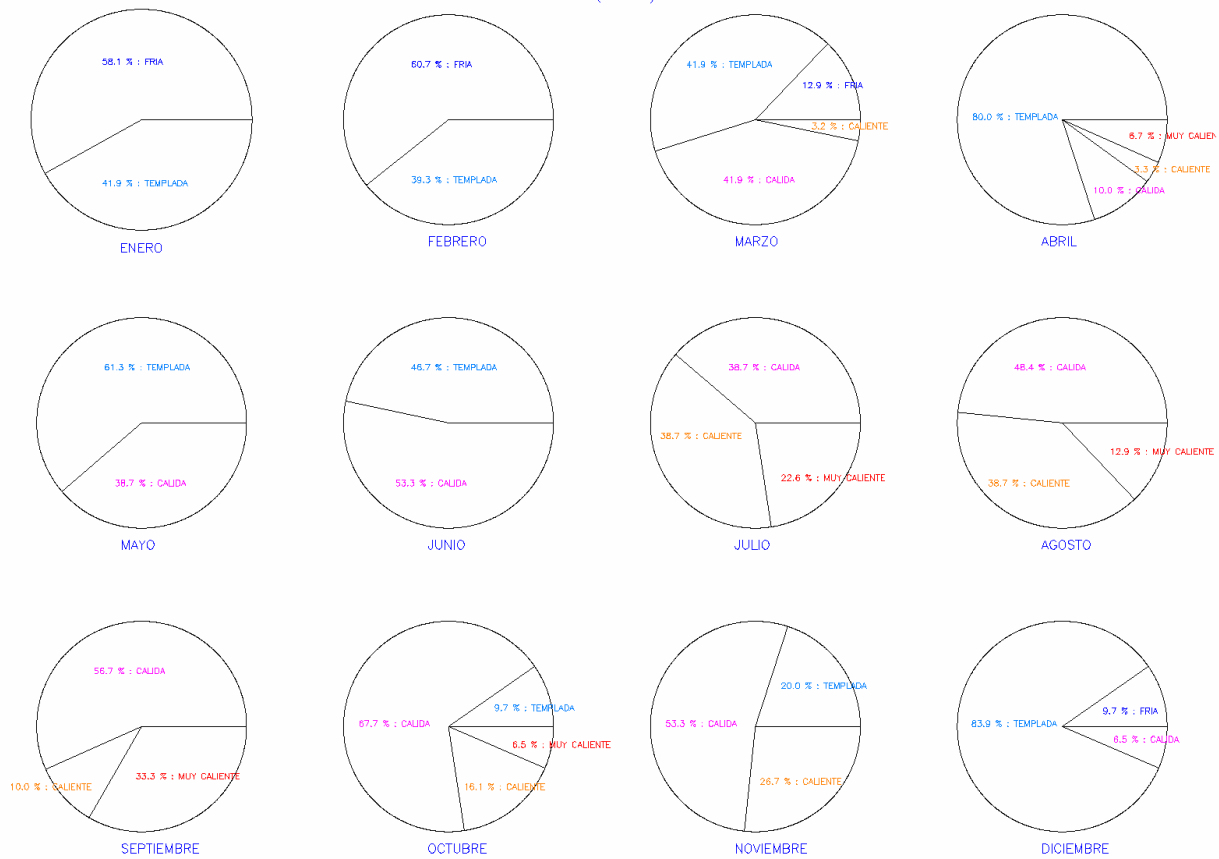 58.1 % : FRIA
41.9 % : TEMPLADA
ENERO
60.7 % : FRIA
39.3 % : TEMPLADA
FEBRERO
41.9 % : TEMPLADA
12.9 % : FRIA
3.2 % : CALIENTE
41.9 % : CALIDA
MARZO
80.0 % : TEMPLADA
6.7 % : MUY CALIEN
3.3 % : CALIENTE
10.0 % : CALIDA
ABRIL
61.3 % : TEMPLADA
38.7 % : CALIDA
MAYO
46.7 % : TEMPLADA
53.3 % : CALIDA
JUNIO
38.7 % : CALIDA
38.7 % : CALIENTE
22.6 % : MUY CALIENTE
JULIO
48.4 % : CALIDA
12.9 % : MUY CALIENTE
38.7 % : CALIENTE
AGOSTO
56.7 % : CALIDA
33.3 % : MUY CALIENTE
10.0 % : CALIENTE
SEPTIEMBRE
9.7 % : TEMPLADA
67.7 % : CALIDA
6.5 % : MUY CALIENTE
16.1 % : CALIENTE
OCTUBRE
20.0 % : TEMPLADA
53.3 % : CALIDA
26.7 % : CALIENTE
NOVIEMBRE
9.7 % : FRIA
83.9 % : TEMPLADA
6.5 % : CALIDA
DICIEMBRE